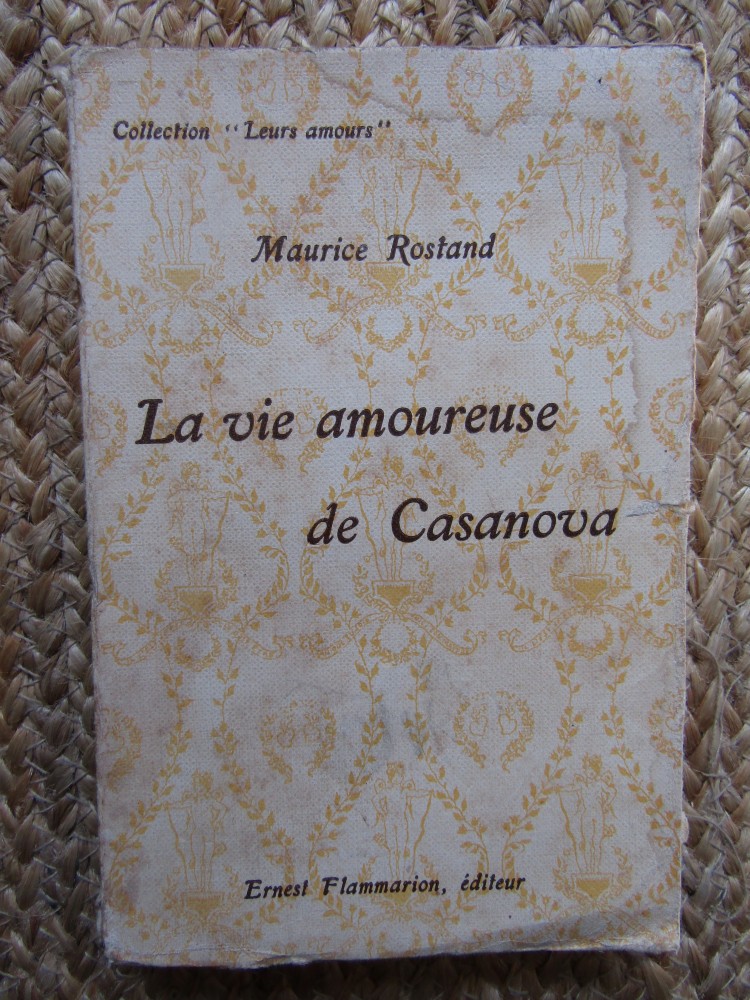 Collection "Leurs amours"
Maurice Rostand
La vie amoureuse
de Casanova
Ernest Flammarion, éditeur